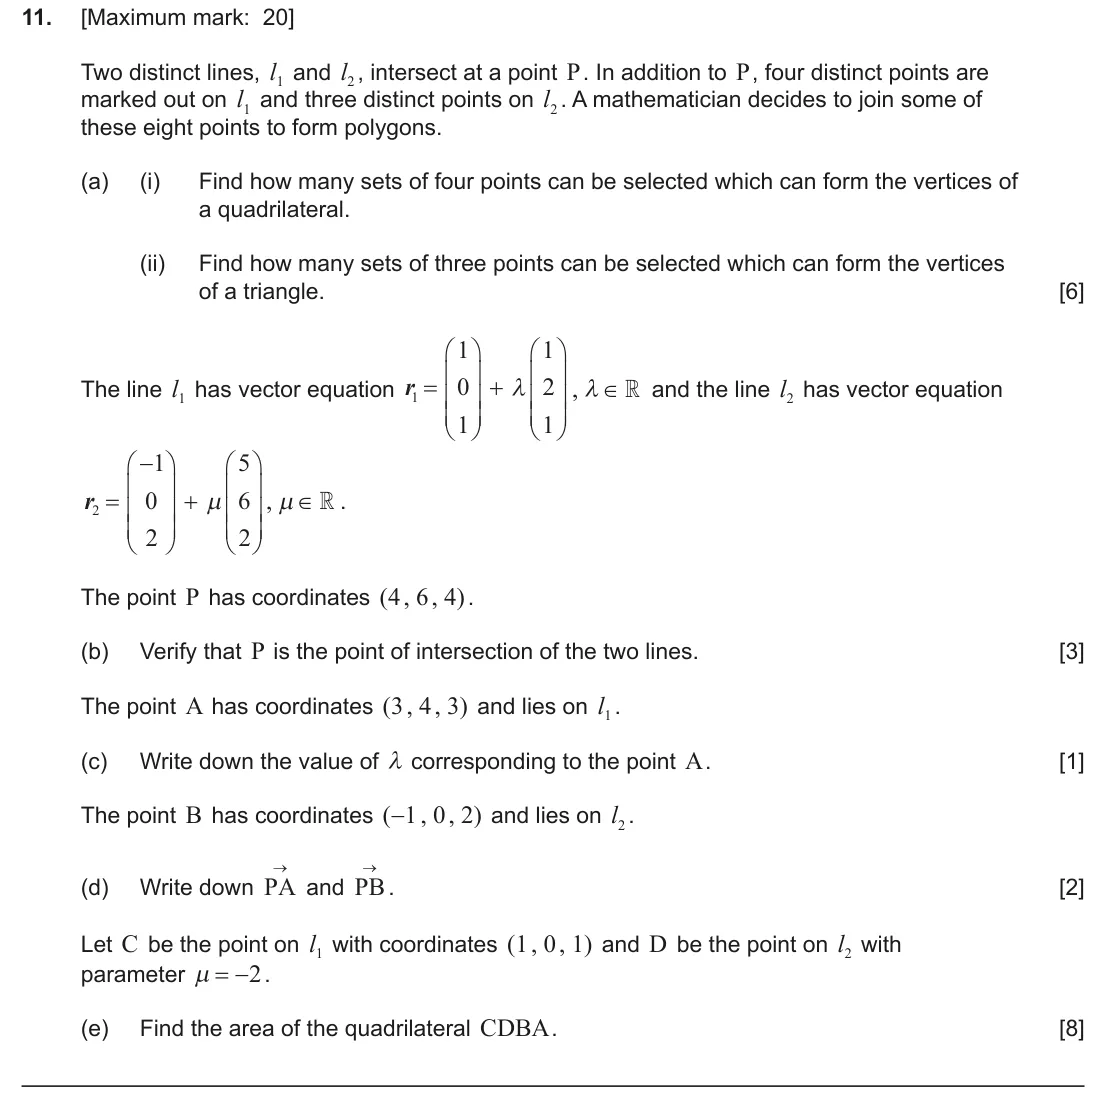 11. [Maximum mark: 20]
Two distinct lines, l₁ and l₂, intersect at a point P. In addition to P, four distinct points are
marked out on l₁ and three distinct points on l₂. A mathematician decides to join some of
these eight points to form polygons.
(a) (i) Find how many sets of four points can be selected which can form the vertices of
a quadrilateral.
(ii) Find how many sets of three points can be selected which can form the vertices
of a triangle. [6]
The line l₁ has vector equation r₁ = (1 0 1) + λ(1 2 1), λ ∈ ℝ and the line l₂ has vector equation
r₂ = (−1 0 2) + μ(5 6 2), μ ∈ ℝ.
The point P has coordinates (4, 6, 4).
(b) Verify that P is the point of intersection of the two lines. [3]
The point A has coordinates (3, 4, 3) and lies on l₁.
(c) Write down the value of λ corresponding to the point A. [1]
The point B has coordinates (−1, 0, 2) and lies on l₂.
(d) Write down PA→ and PB→. [2]
Let C be the point on l₁ with coordinates (1, 0, 1) and D be the point on l₂ with
parameter μ = −2.
(e) Find the area of the quadrilateral CDBA. [8]